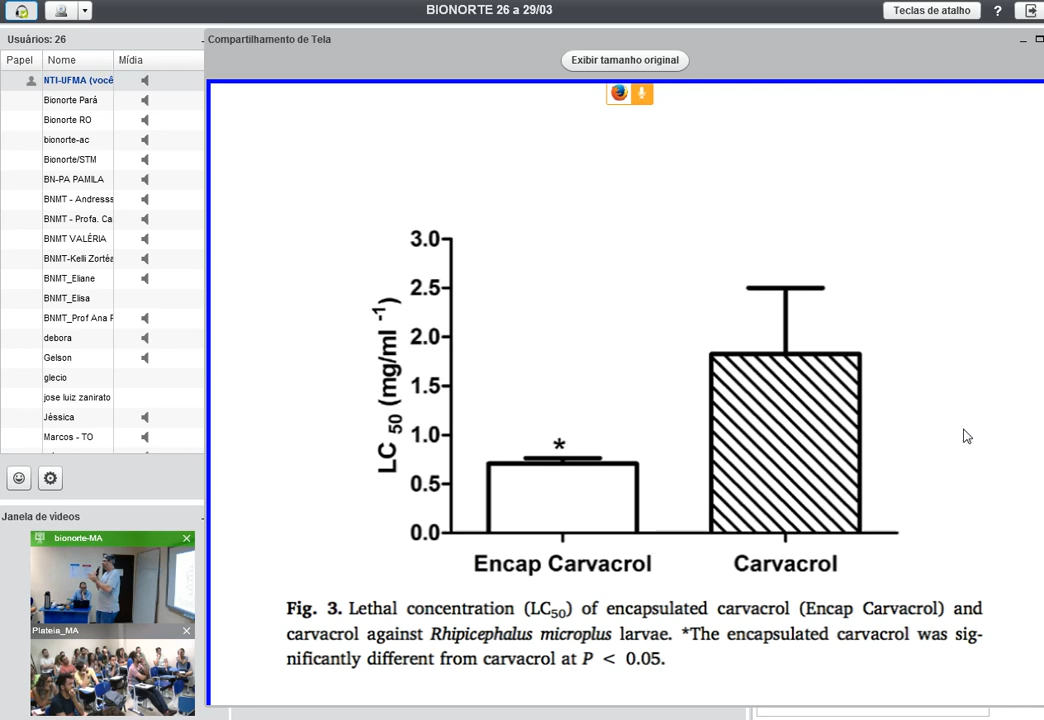 BIONORTE 26 a 29/03
Teclas de atalho
?
Usuários: 26
Papel Nome Mídia
NTI-UFMA (você
Bionorte Pará
Bionorte RO
bionorte-ac
Bionorte/STM
BN-PA PAMILA
BNMT - Andresss
BNMT - Profa. Ca
BNMT VALÉRIA
BNMT-Kelli Zortéa
BNMT_Eliane
BNMT_Elisa
BNMT_Prof Ana F
debora
Gelson
glecio
jose luiz zanirato
Jéssica
Marcos - TO
Janela de videos
bionorte-MA
Plateia_MA
Compartilhamento de Tela
Exibir tamanho original
LC 50 (mg/ml -1)
3.0
2.5
2.0
1.5
1.0
0.5
0.0
*
Encap Carvacrol Carvacrol
Fig. 3. Lethal concentration (LC50) of encapsulated carvacrol (Encap Carvacrol) and
carvacrol against Rhipicephalus microplus larvae. *The encapsulated carvacrol was sig-
nificantly different from carvacrol at P < 0.05.